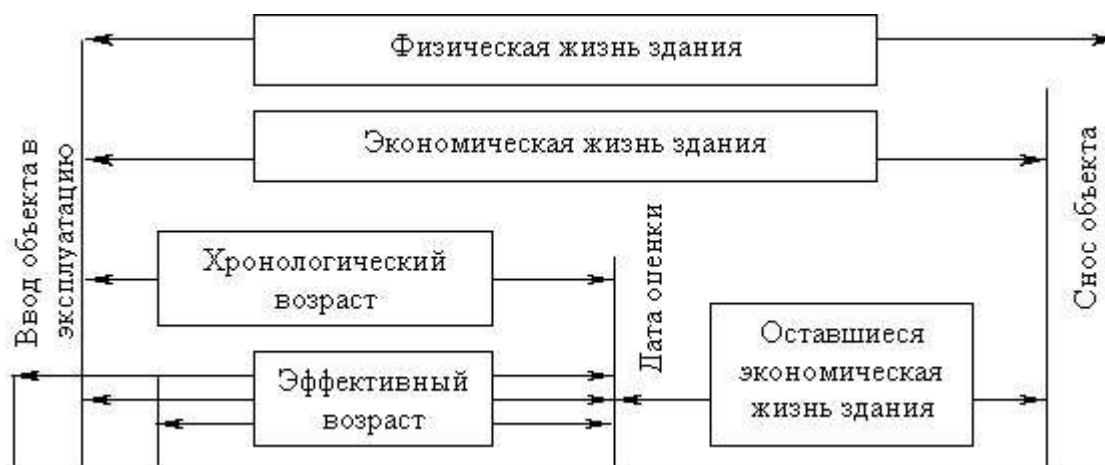 Физическая жизнь здания
Экономическая жизнь здания
Ввод объекта в
эксплуатацию
Хронологический
возраст
Эффективный
возраст
Дата оценки
Оставшиеся
экономическая
жизнь здания
Снос объекта